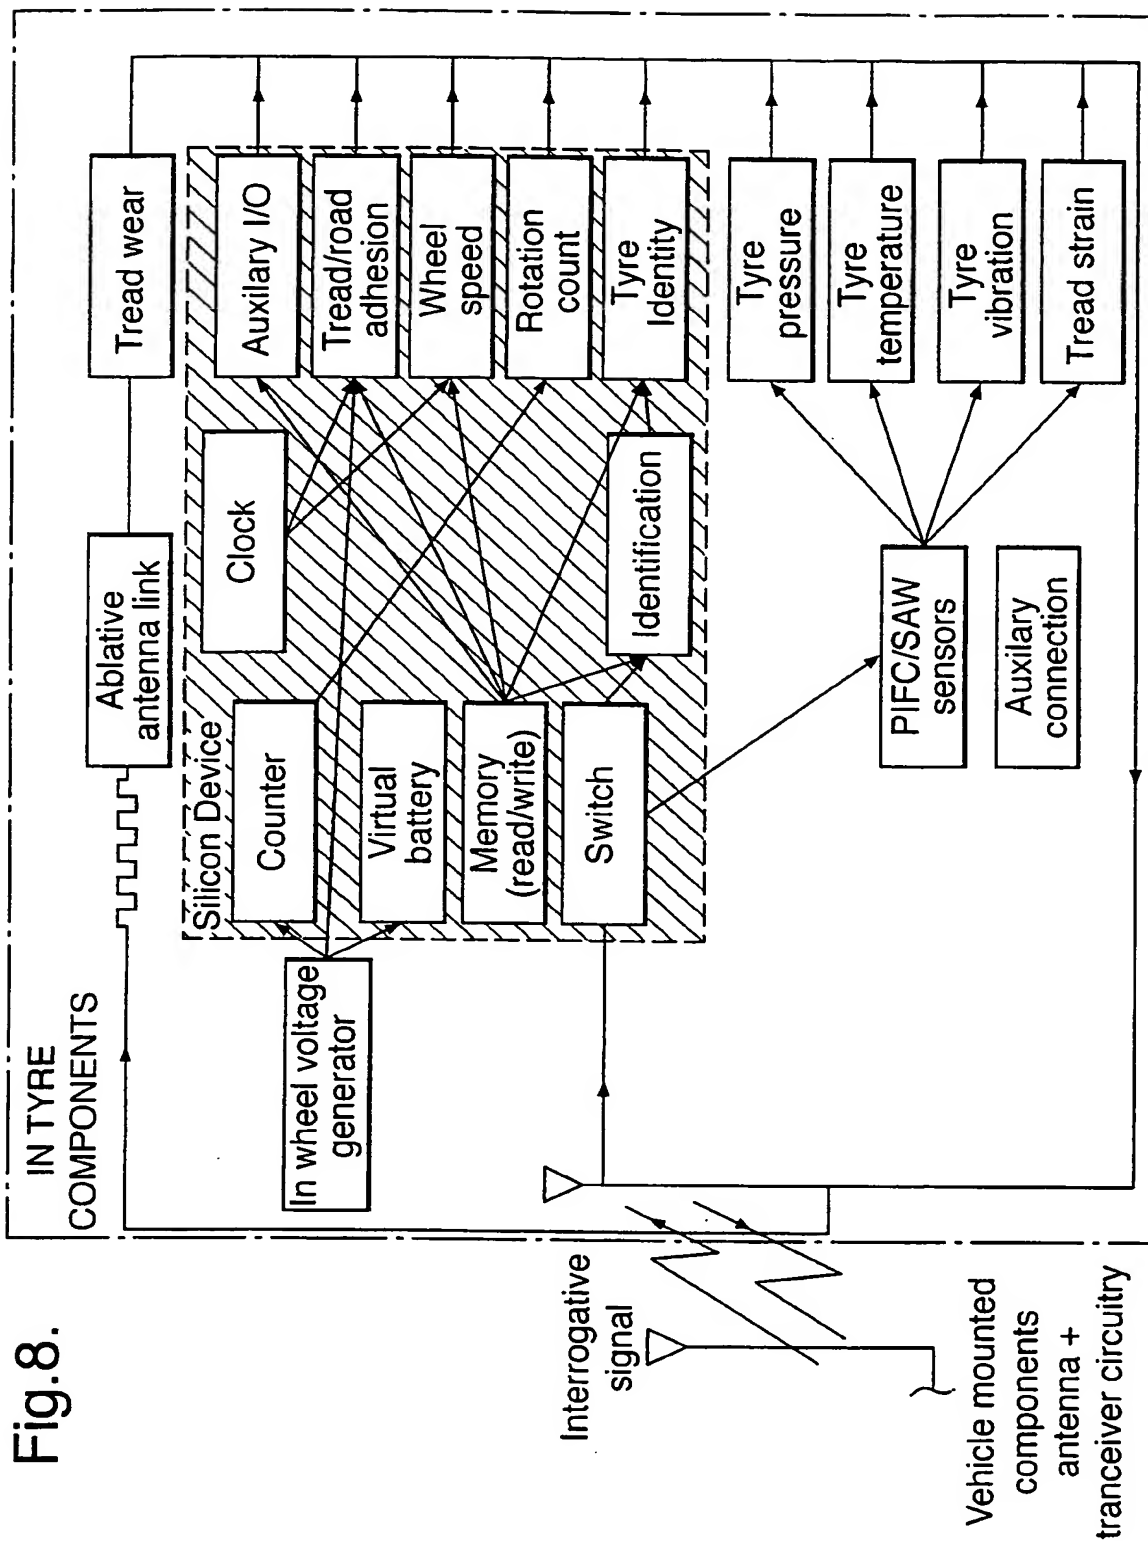 Fig.8.
IN TYRE
COMPONENTS
Ablative
antenna link
Tread wear
Silicon Device
Counter
Clock
Auxilary I/O
Tread/road
adhesion
In wheel voltage
generator
Virtual
battery
Wheel
speed
Memory
(read/write)
Rotation
count
Switch
Identification
Tyre
Identity
Interrogative
signal
Tyre
pressure
Tyre
temperature
PIFC/SAW
sensors
Tyre
vibration
Auxilary
connection
Tread strain
Vehicle mounted
components
antenna +
tranceiver circuitry